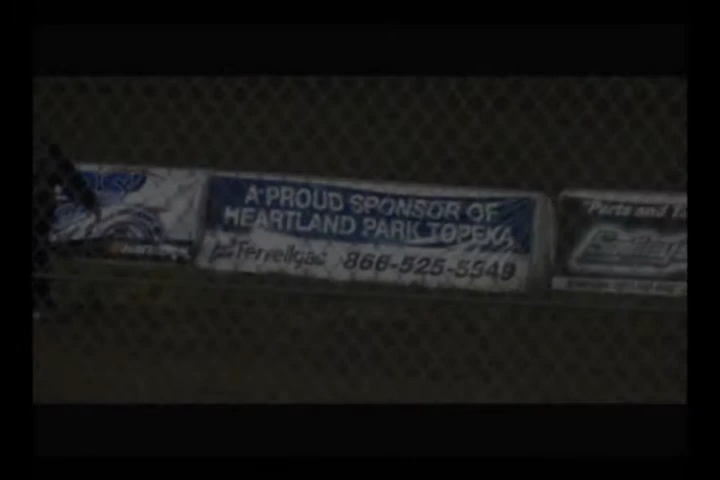 A PROUD SPONSOR OF
HEARTLAND PARK TOPEKA
Ferrellgas 866-525-5549
Parts and